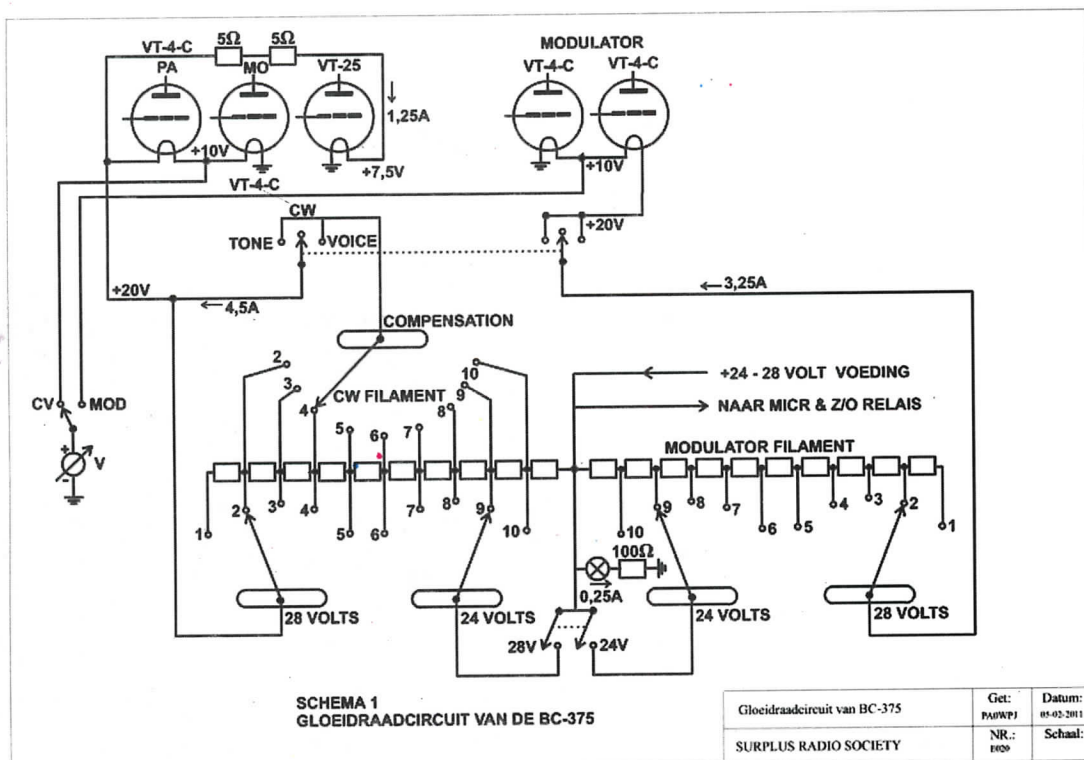 5Ω 5Ω
VT-4-C
PA MO VT-25
MODULATOR
VT-4-C VT-4-C
1,25A
+10V
+7,5V
+10V
VT-4-C
CW
TONE VOICE
+20V
+20V
4,5A
3,25A
COMPENSATION
2 3 4 5 6 7 8 9 10
CW FILAMENT
+24 - 28 VOLT VOEDING
NAAR MICR & Z/O RELAIS
MODULATOR FILAMENT
CV MOD
+
-
V
1 2 3 4 5 6 7 8 9 10
10 9 8 7 6 5 4 3 2 1
100Ω
0,25A
28 VOLTS
24 VOLTS
28V 24V
24 VOLTS
28 VOLTS
SCHEMA 1
GLOEIDRAADCIRCUIT VAN DE BC-375
Gloeidraadcircuit van BC-375
Get:
PA0WPJ
Datum:
05-02-2011
SURPLUS RADIO SOCIETY
NR.:
E020
Schaal: